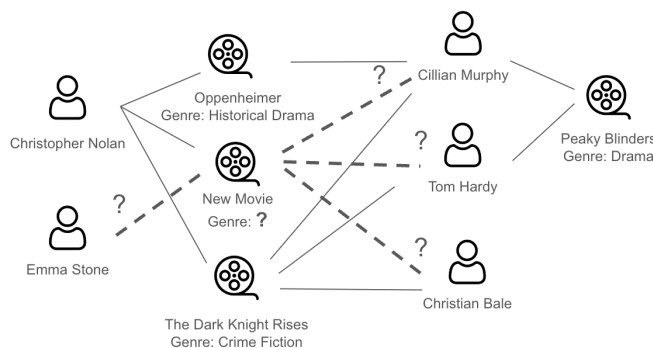 ?
Cillian Murphy
Oppenheimer
Genre: Historical Drama
Christopher Nolan
?
Peaky Blinders
Genre: Drama
Tom Hardy
New Movie
Genre: ?
?
?
Emma Stone
Christian Bale
The Dark Knight Rises
Genre: Crime Fiction